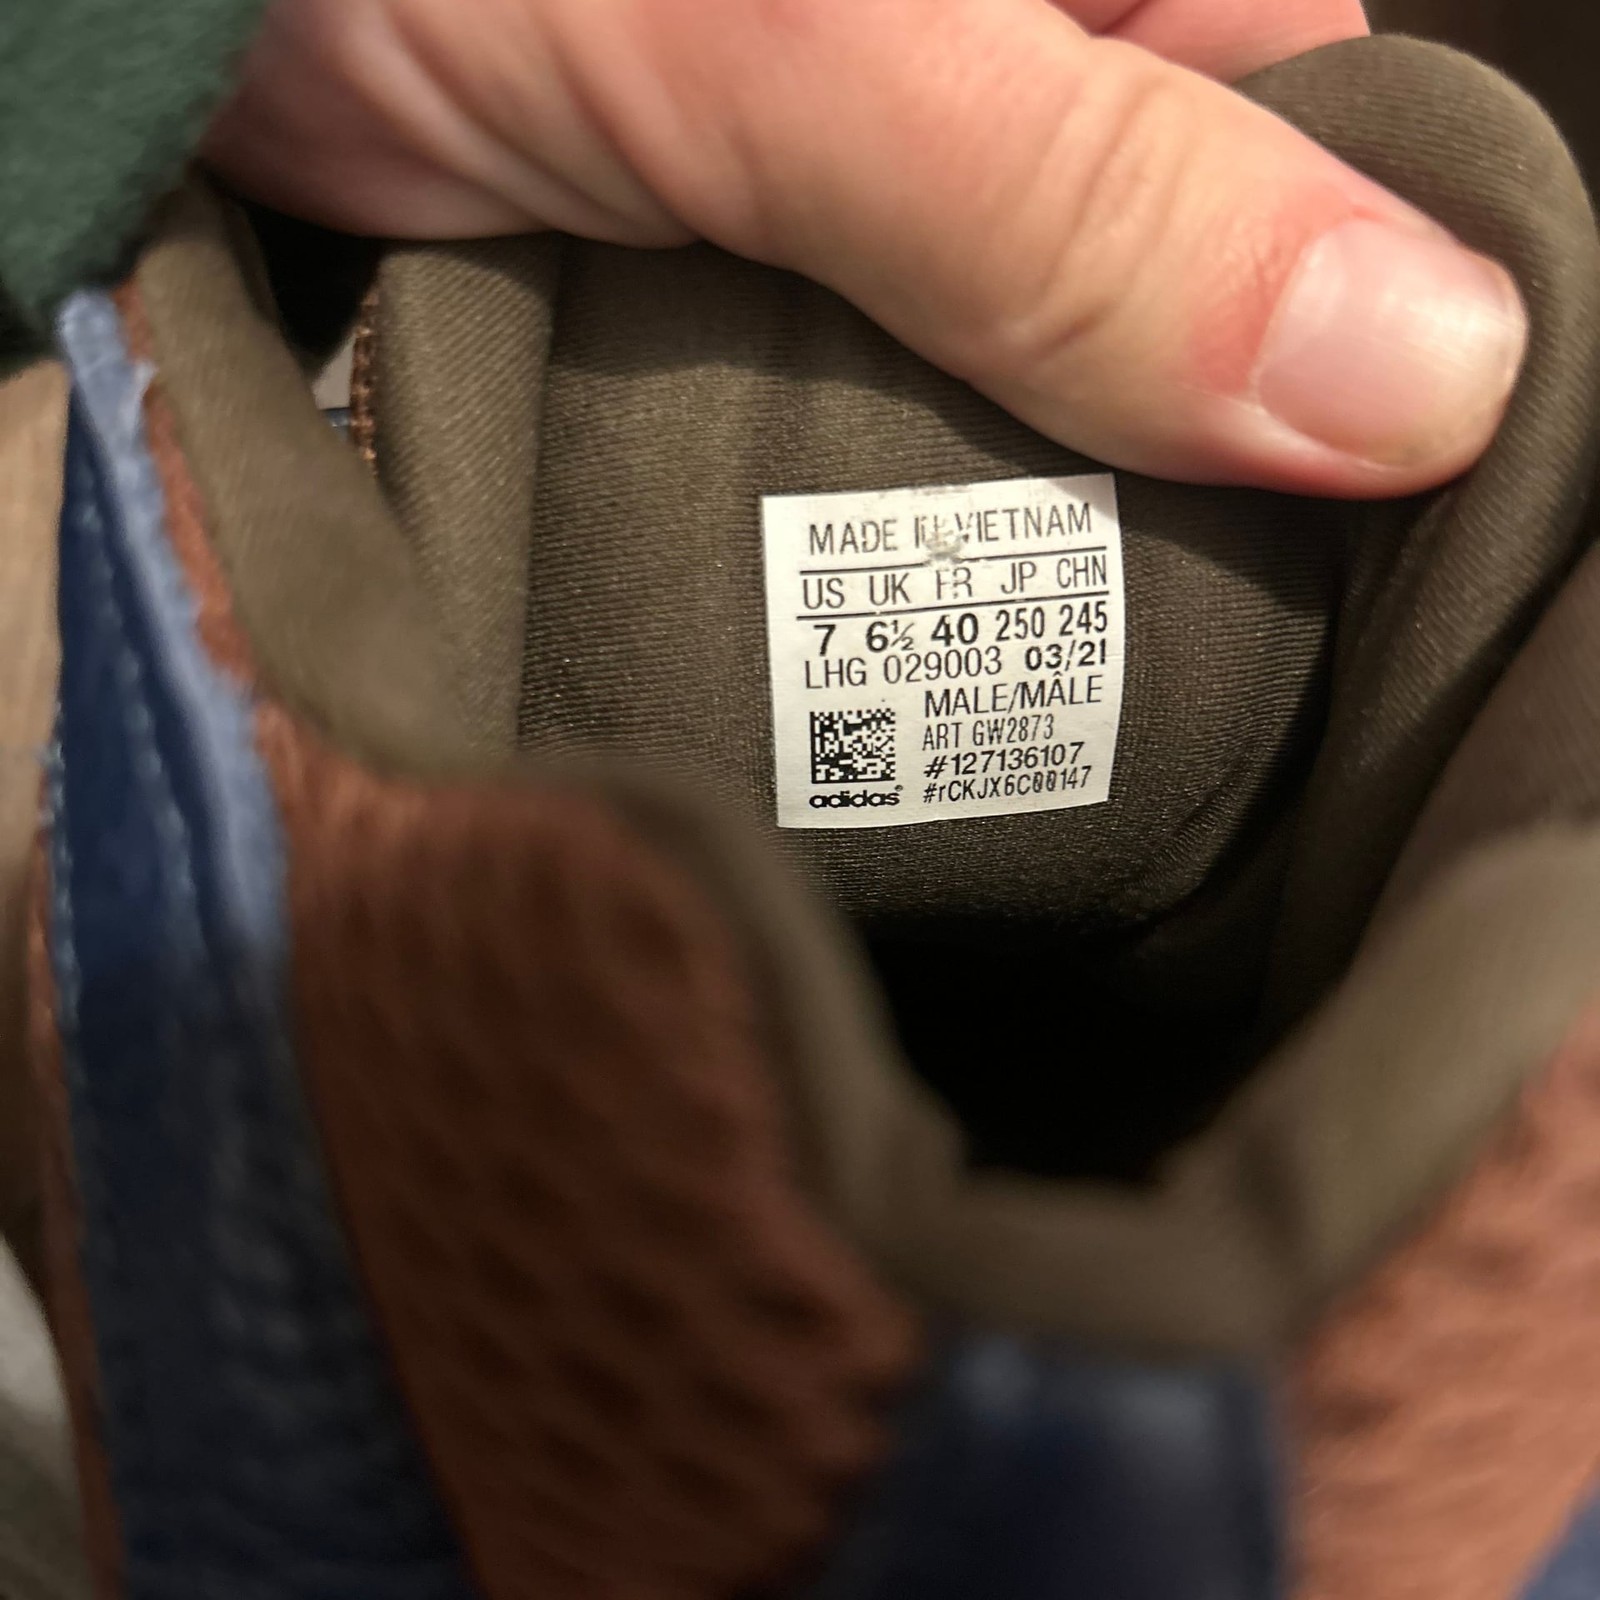 MADE IN VIETNAM
US UK FR JP CHN
7 6½ 40 250 245
LHG 029003 03/21
MALE/MÂLE
ART GW2873
#127136107
#rCKJX6C00147
adidas®